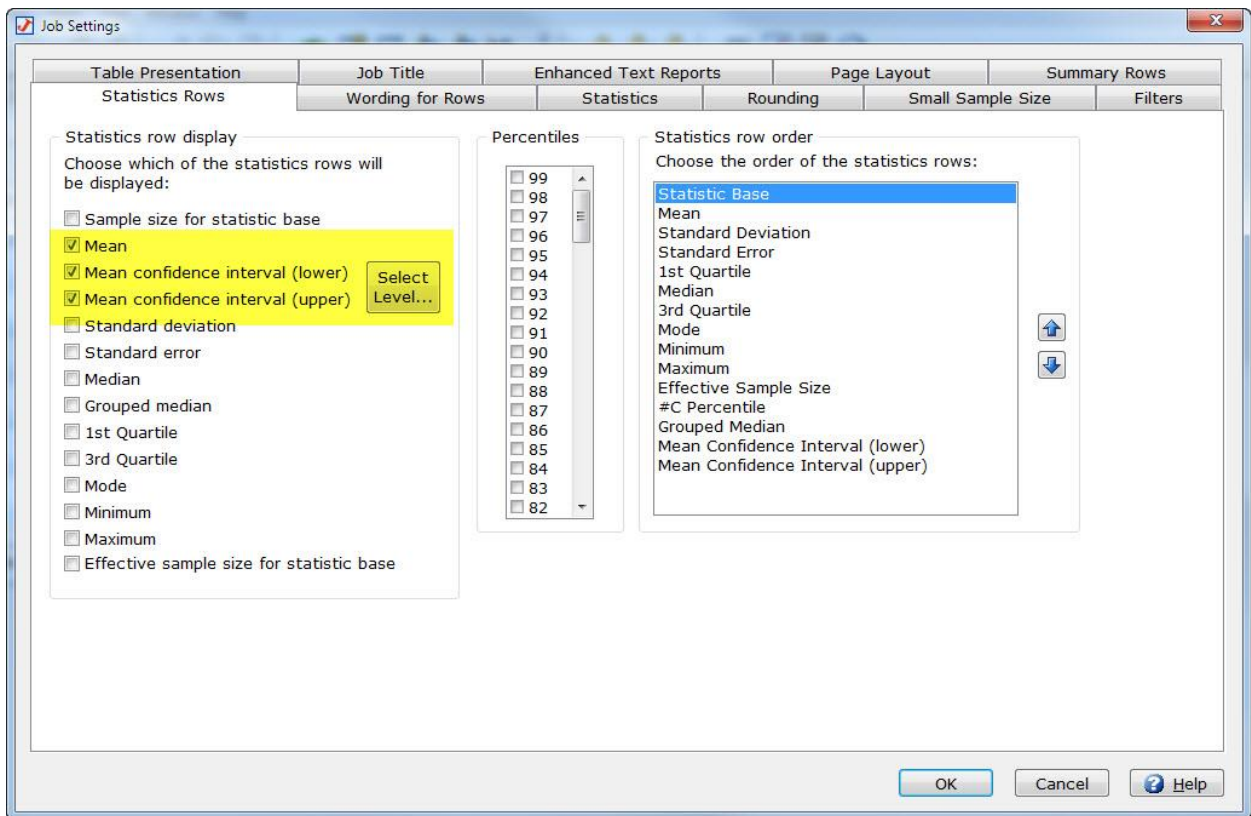 Job Settings
X
Table Presentation
Job Title
Enhanced Text Reports
Page Layout
Summary Rows
Statistics Rows
Wording for Rows
Statistics
Rounding
Small Sample Size
Filters
Statistics row display
Choose which of the statistics rows will
be displayed:
Sample size for statistic base
Mean
Mean confidence interval (lower)
Mean confidence interval (upper)
Select
Level...
Standard deviation
Standard error
Median
Grouped median
1st Quartile
3rd Quartile
Mode
Minimum
Maximum
Effective sample size for statistic base
Percentiles
99
98
97
96
95
94
93
92
91
90
89
88
87
86
85
84
83
82
Statistics row order
Choose the order of the statistics rows:
Statistic Base
Mean
Standard Deviation
Standard Error
1st Quartile
Median
3rd Quartile
Mode
Minimum
Maximum
Effective Sample Size
#C Percentile
Grouped Median
Mean Confidence Interval (lower)
Mean Confidence Interval (upper)
OK
Cancel
? Help